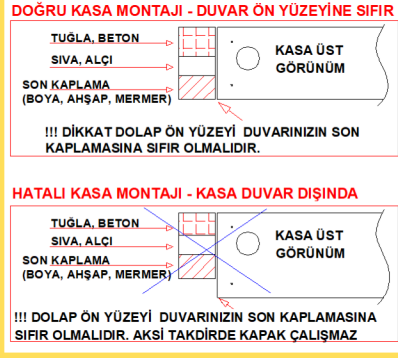 DOĞRU KASA MONTAJI - DUVAR ÖN YÜZEYİNE SIFIR
TUĞLA, BETON
SIVA, ALÇI
SON KAPLAMA
(BOYA, AHŞAP, MERMER)
KASA ÜST
GÖRÜNÜM
!!! DİKKAT DOLAP ÖN YÜZEYİ DUVARINIZIN SON
KAPLAMASINA SIFIR OLMALIDIR.
HATALI KASA MONTAJI - KASA DUVAR DIŞINDA
TUĞLA, BETON
SIVA, ALÇI
SON KAPLAMA
(BOYA, AHŞAP, MERMER)
KASA ÜST
GÖRÜNÜM
!!! DOLAP ÖN YÜZEYİ DUVARINIZIN SON KAPLAMASINA
SIFIR OLMALIDIR. AKSİ TAKDİRDE KAPAK ÇALIŞMAZ